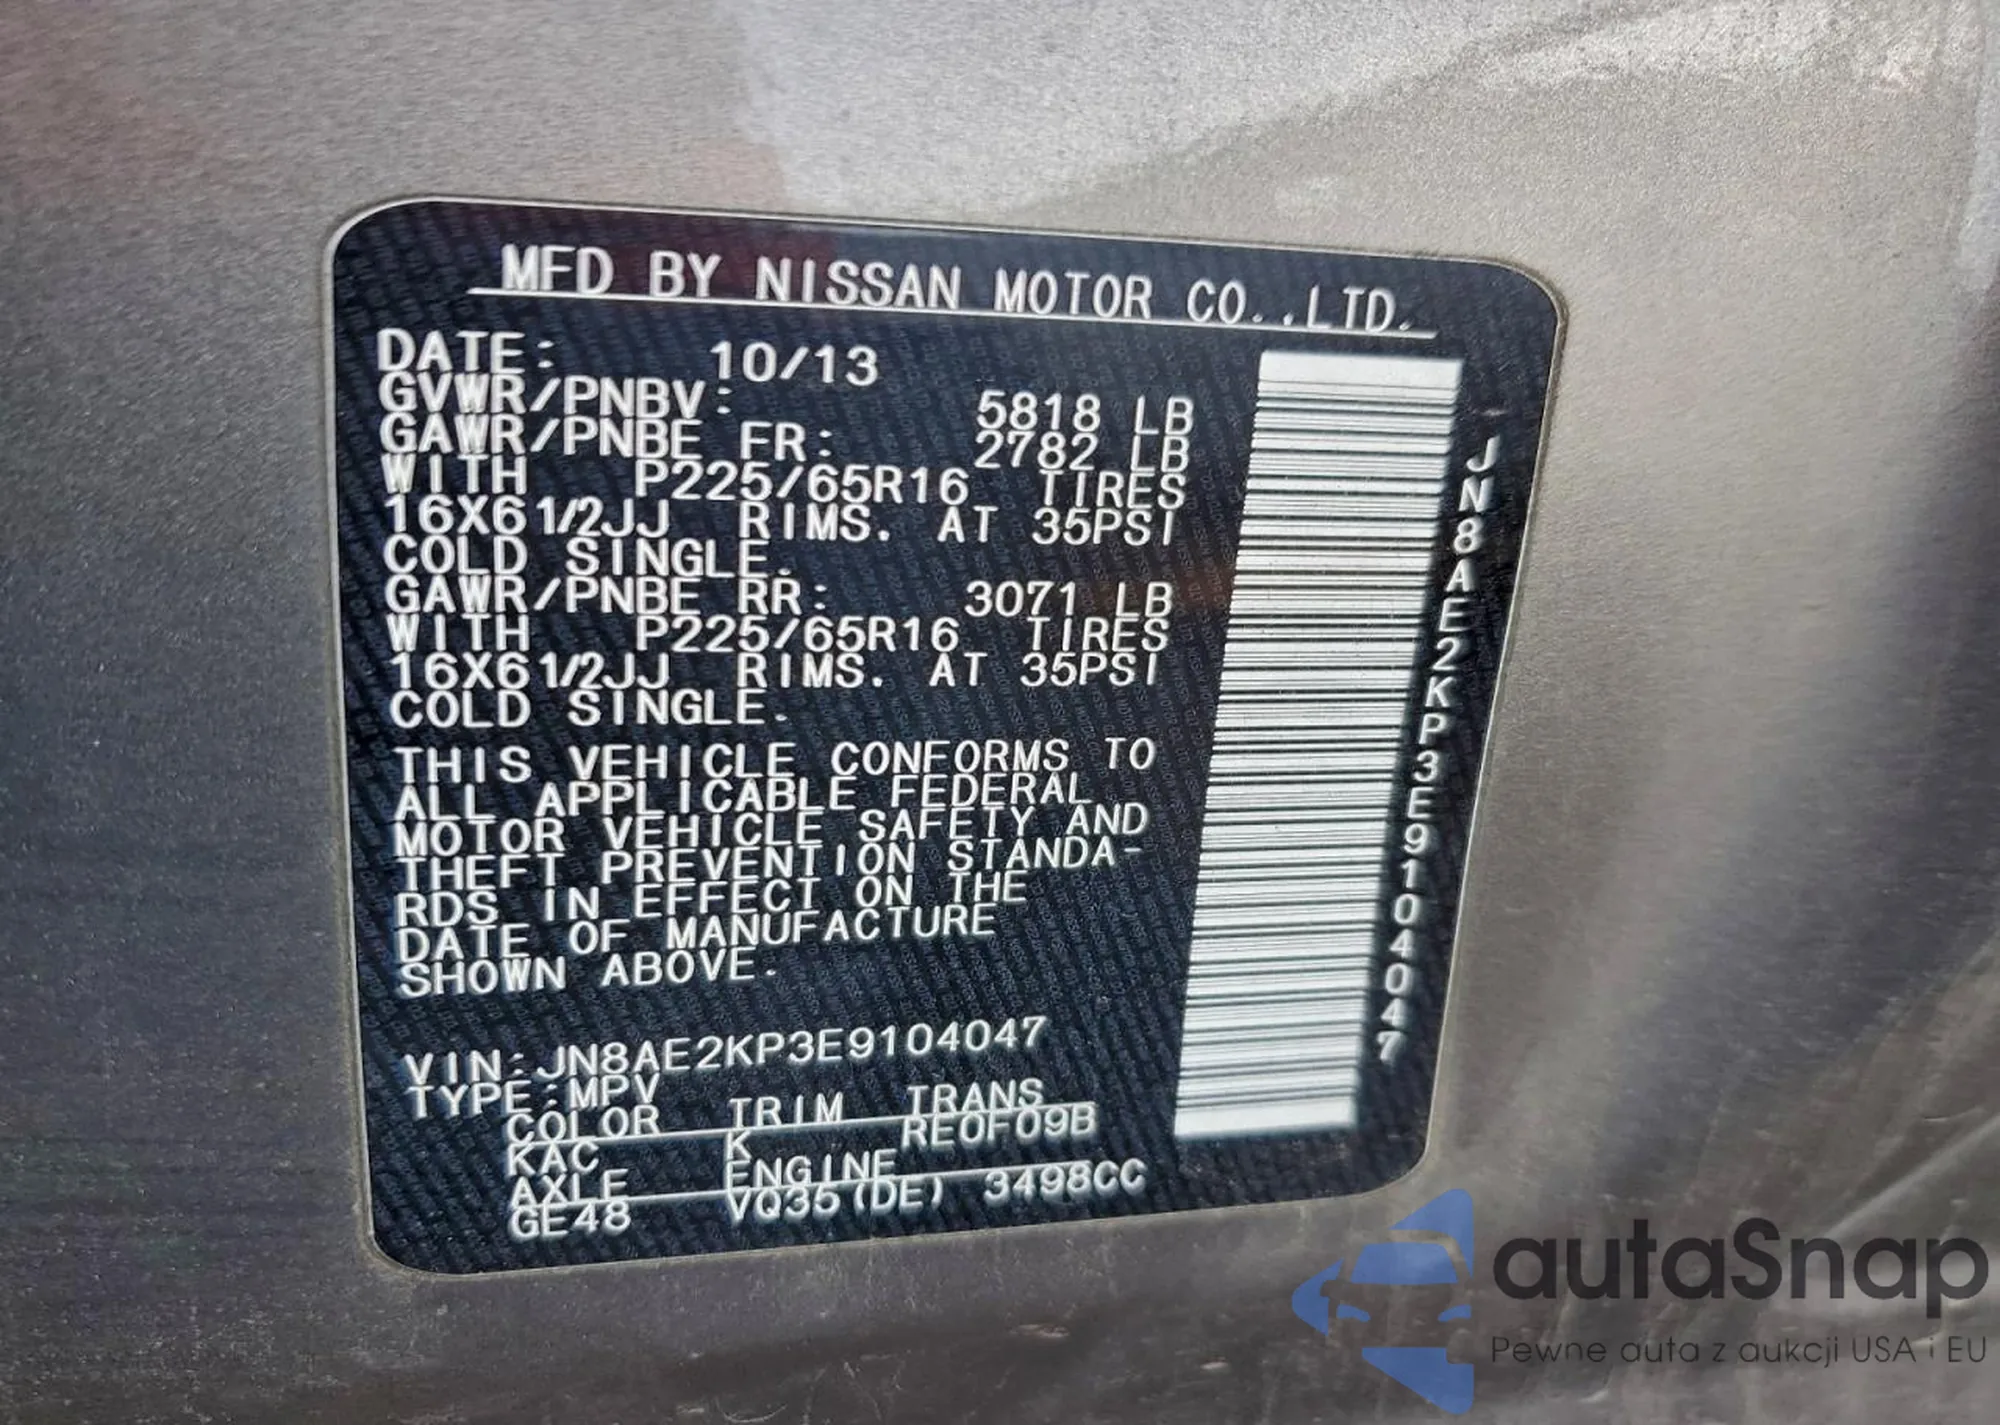 MFD BY NISSAN MOTOR CO.,LTD.
DATE: 10/13
GVWR/PNBV: 5818 LB
GAWR/PNBE FR: 2782 LB
WITH P225/65R16 TIRES
16X6 1/2JJ RIMS. AT 35PSI
COLD SINGLE.
GAWR/PNBE RR: 3071 LB
WITH P225/65R16 TIRES
16X6 1/2JJ RIMS. AT 35PSI
COLD SINGLE.
THIS VEHICLE CONFORMS TO
ALL APPLICABLE FEDERAL
MOTOR VEHICLE SAFETY AND
THEFT PREVENTION STANDA-
RDS IN EFFECT ON THE
DATE OF MANUFACTURE
SHOWN ABOVE.
VIN:JN8AE2KP3E9104047
TYPE:MPV
COLOR TRIM TRANS
KAC K RE0F09B
AXLE ENGINE
GE48 VQ35(DE) 3498CC
JN8AE2KP3E9104047
autaSnap
Pewne auta z aukcji USA i EU